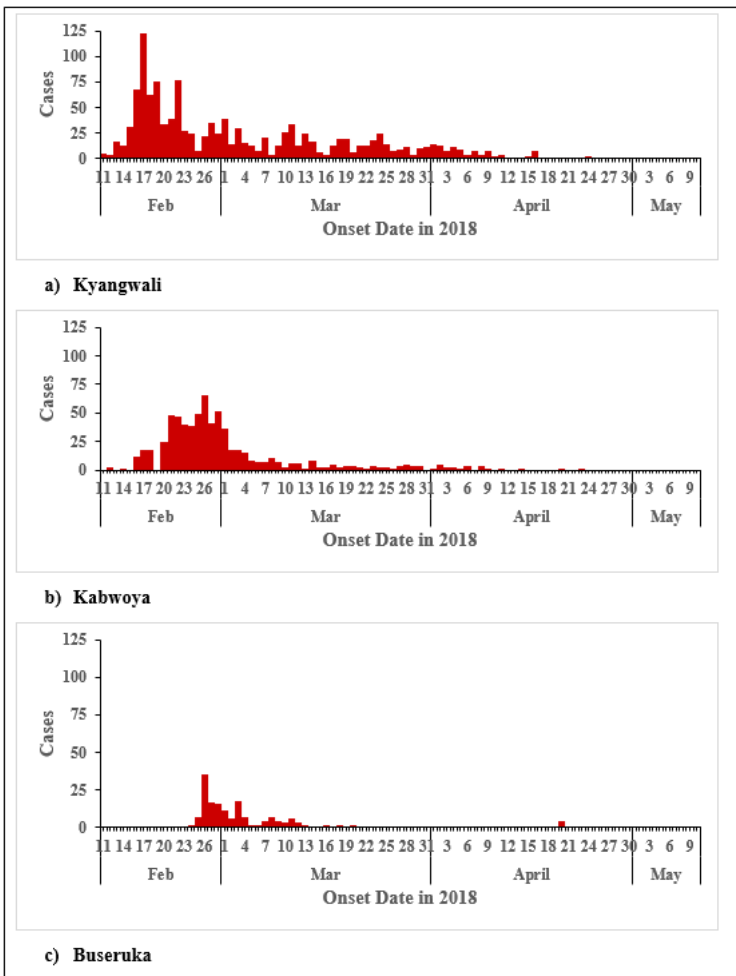 125
100
75
50
25
0
Cases
11 14 17 20 23 26 1 4 7 10 13 16 19 22 25 28 31 3 6 9 12 15 18 21 24 27 30 3 6 9
Feb Mar April May
Onset Date in 2018
a) Kyangwali
125
100
75
50
25
0
Cases
11 14 17 20 23 26 1 4 7 10 13 16 19 22 25 28 31 3 6 9 12 15 18 21 24 27 30 3 6 9
Feb Mar April May
Onset Date in 2018
b) Kabwoya
125
100
75
50
25
0
Cases
11 14 17 20 23 26 1 4 7 10 13 16 19 22 25 28 31 3 6 9 12 15 18 21 24 27 30 3 6 9
Feb Mar April May
Onset Date in 2018
c) Buseruka